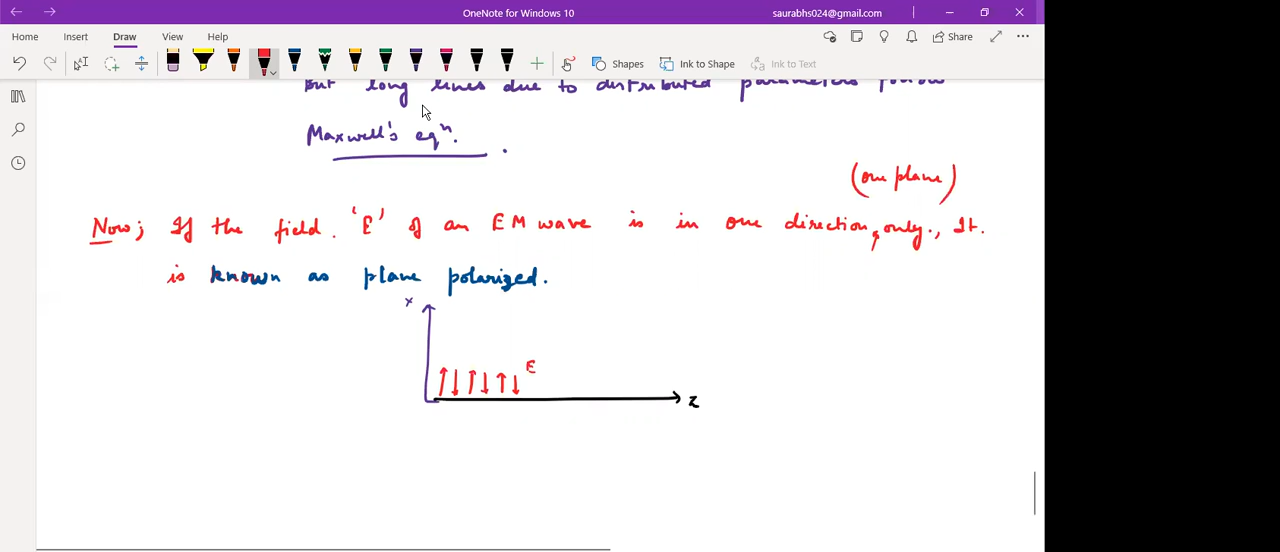 OneNote for Windows 10
saurabhs024@gmail.com
Home Insert Draw View Help
Share
Shapes
Ink to Shape
Ink to Text
But long lines due to distributed parameters follow
Maxwell's eqⁿ.
(one plane)
Now; If the field. 'E' of an EM wave is in one direction, only., It.
is known as plane polarized.
x
E
z